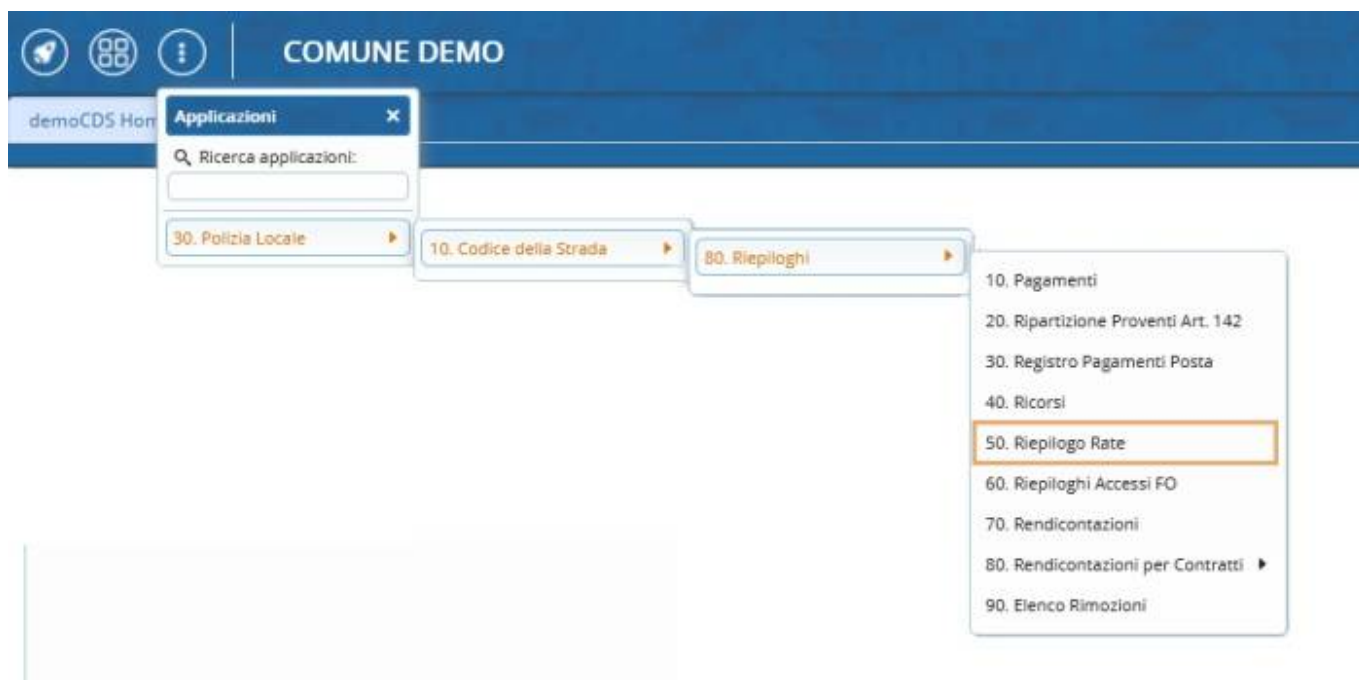 COMUNE DEMO
demoCDS Hom
Applicazioni ×
Ricerca applicazioni:
30. Polizia Locale
10. Codice della Strada
80. Riepiloghi
10. Pagamenti
20. Ripartizione Proventi Art. 142
30. Registro Pagamenti Posta
40. Ricorsi
50. Riepilogo Rate
60. Riepiloghi Accessi FO
70. Rendicontazioni
80. Rendicontazioni per Contratti
90. Elenco Rimozioni